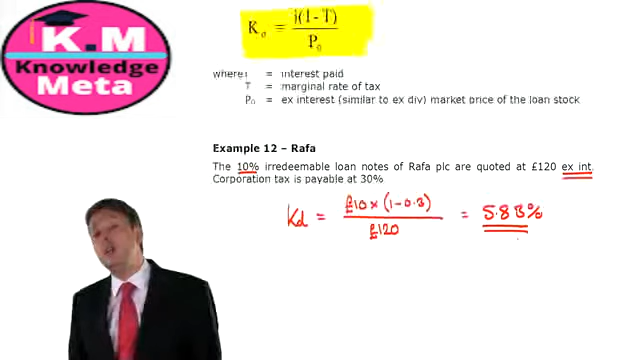 K.M
Knowledge
Meta
K₀ = i(1-T)
P₀
where i = interest paid
T = marginal rate of tax
P₀ = ex interest (similar to ex div) market price of the loan stock
Example 12 – Rafa
The 10% irredeemable loan notes of Rafa plc are quoted at £120 ex int.
Corporation tax is payable at 30%
Kd = £10 × (1-0.3) = 5.83%
£120